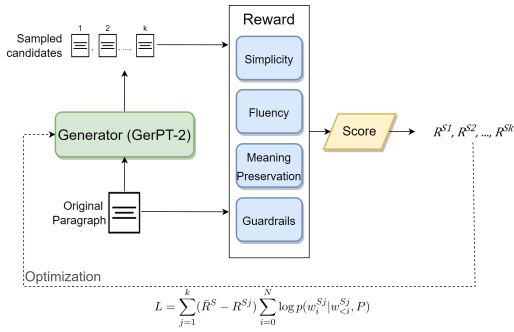 Reward
Sampled
candidates
1
2
k
, , ...,
Simplicity
Fluency
Generator (GerPT-2)
Score
R^{S1}, R^{S2}, ..., R^{Sk}
Meaning
Preservation
Original
Paragraph
Guardrails
Optimization
L = \sum_{j=1}^{k} (\bar{R}^{S} - R^{Sj}) \sum_{i=0}^{N} \log p(w_i^{Sj} | w_{<i}^{Sj}, P)